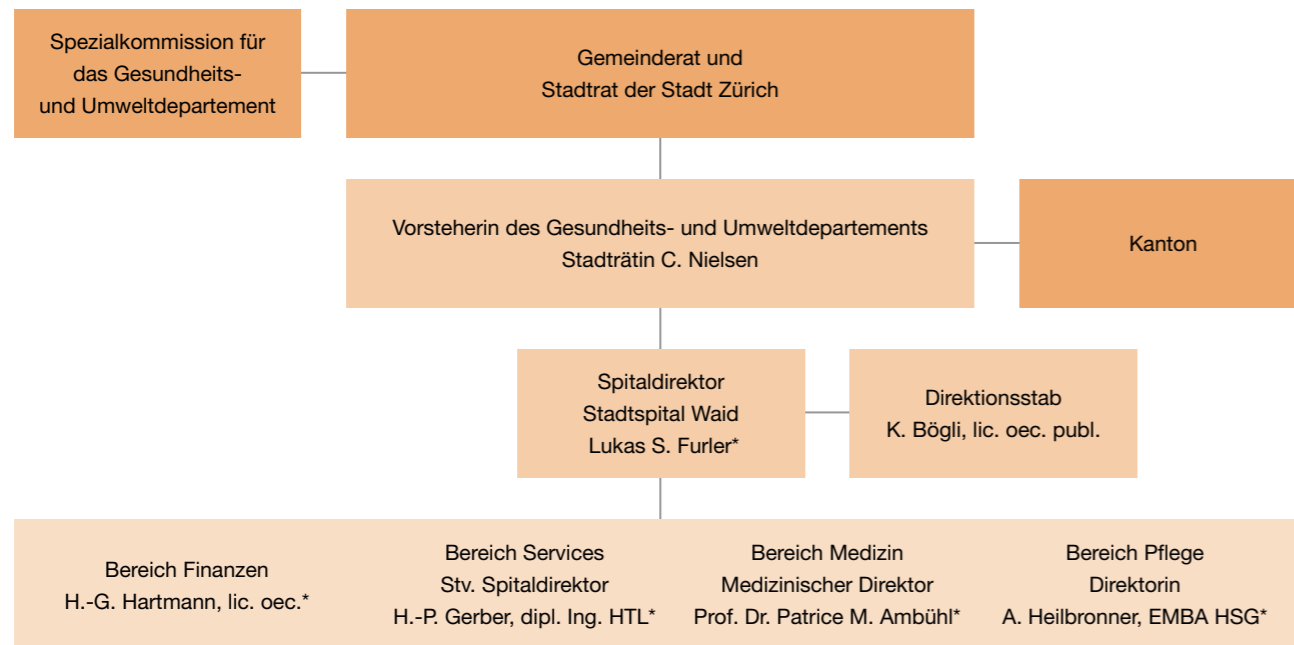 Spezialkommission für
das Gesundheits-
und Umweltdepartement
Gemeinderat und
Stadtrat der Stadt Zürich
Vorsteherin des Gesundheits- und Umweltdepartements
Stadträtin C. Nielsen
Kanton
Spitaldirektor
Stadtspital Waid
Lukas S. Furler*
Direktionsstab
K. Bögli, lic. oec. publ.
Bereich Finanzen
H.-G. Hartmann, lic. oec.*
Bereich Services
Stv. Spitaldirektor
H.-P. Gerber, dipl. Ing. HTL*
Bereich Medizin
Medizinischer Direktor
Prof. Dr. Patrice M. Ambühl*
Bereich Pflege
Direktorin
A. Heilbronner, EMBA HSG*